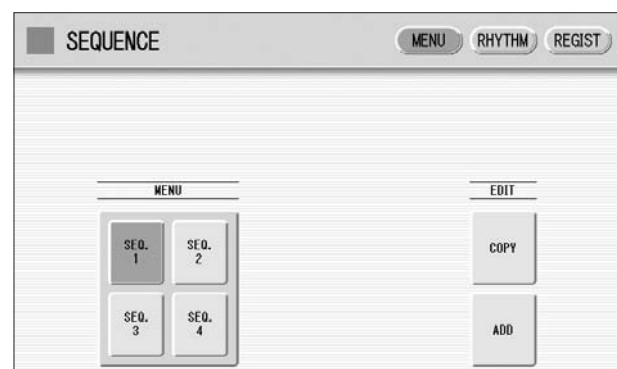 SEQUENCE MENU RHYTHM REGIST
MENU EDIT
SEQ. 1
SEQ. 2
COPY
SEQ. 3
SEQ. 4
ADD